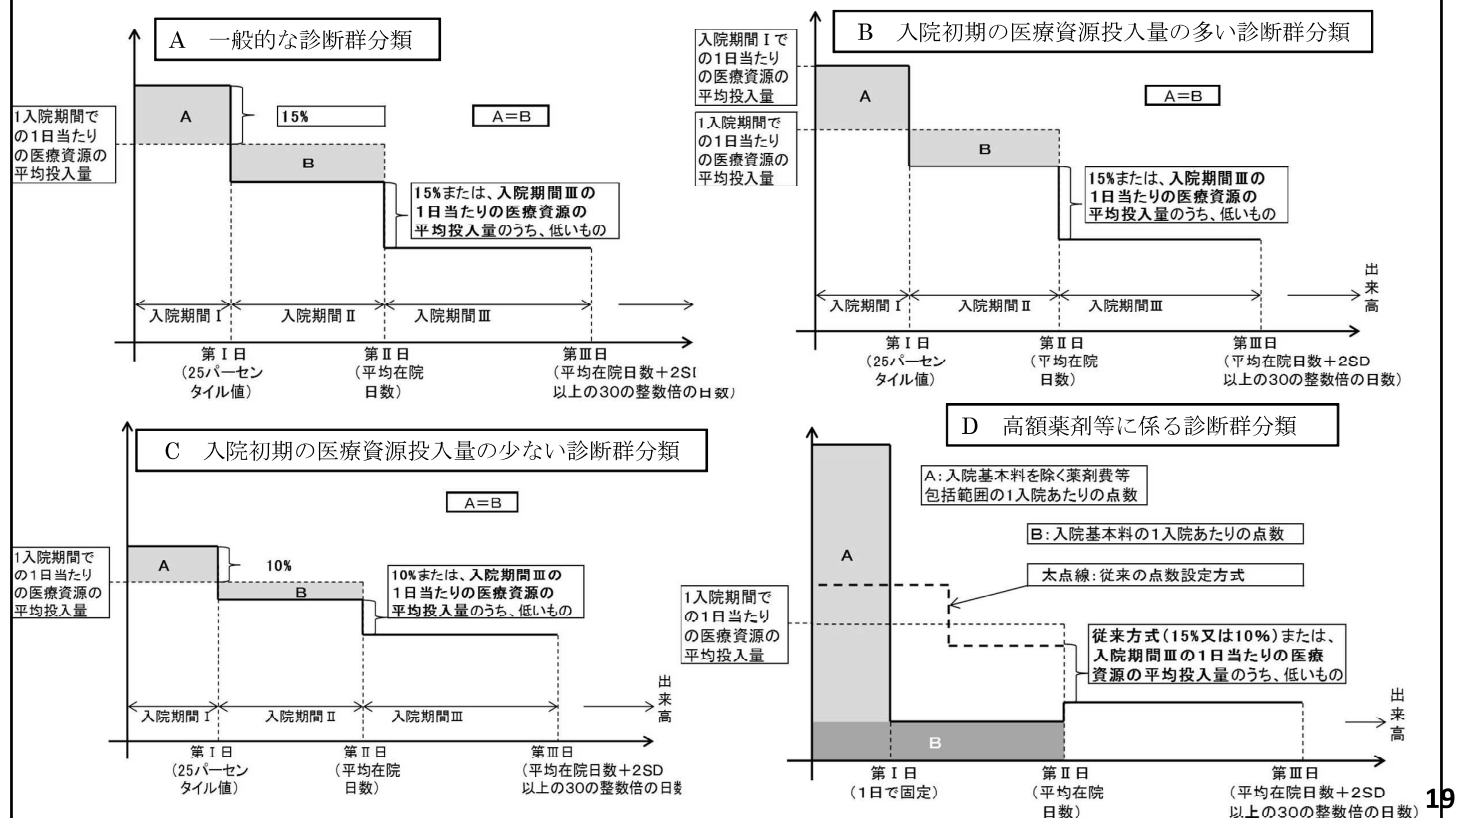 A　一般的な診断群分類
1入院期間で
の1日当たり
の医療資源の
平均投入量
A
15%
A=B
B
15%または、入院期間Ⅲの
1日当たりの医療資源の
平均投入量のうち、低いもの
入院期間Ⅰ
入院期間Ⅱ
入院期間Ⅲ
第Ⅰ日
(25パーセン
タイル値)
第Ⅱ日
(平均在院
日数)
第Ⅲ日
(平均在院日数+2SD
以上の30の整数倍の日数)
B　入院初期の医療資源投入量の多い診断群分類
入院期間Ⅰで
の1日当たり
の医療資源の
平均投入量
1入院期間で
の1日当たり
の医療資源の
平均投入量
A
A=B
B
15%または、入院期間Ⅲの
1日当たりの医療資源の
平均投入量のうち、低いもの
入院期間Ⅰ
入院期間Ⅱ
入院期間Ⅲ
出来高
第Ⅰ日
(25パーセン
タイル値)
第Ⅱ日
(平均在院
日数)
第Ⅲ日
(平均在院日数+2SD
以上の30の整数倍の日数)
C　入院初期の医療資源投入量の少ない診断群分類
A=B
1入院期間で
の1日当たり
の医療資源の
平均投入量
A
10%
B
10%または、入院期間Ⅲの
1日当たりの医療資源の
平均投入量のうち、低いもの
入院期間Ⅰ
入院期間Ⅱ
入院期間Ⅲ
出来高
第Ⅰ日
(25パーセン
タイル値)
第Ⅱ日
(平均在院
日数)
第Ⅲ日
(平均在院日数+2SD
以上の30の整数倍の日数
D　高額薬剤等に係る診断群分類
A:入院基本料を除く薬剤費等
包括範囲の1入院あたりの点数
B:入院基本料の1入院あたりの点数
太点線:従来の点数設定方式
A
1入院期間で
の1日当たり
の医療資源の
平均投入量
従来方式(15%又は10%)または、
入院期間Ⅲの1日当たりの医療
資源の平均投入量のうち、低いもの
出来高
B
第Ⅰ日
(1日で固定)
第Ⅱ日
(平均在院
日数)
第Ⅲ日
(平均在院日数+2SD
以上の30の整数倍の日数)
19